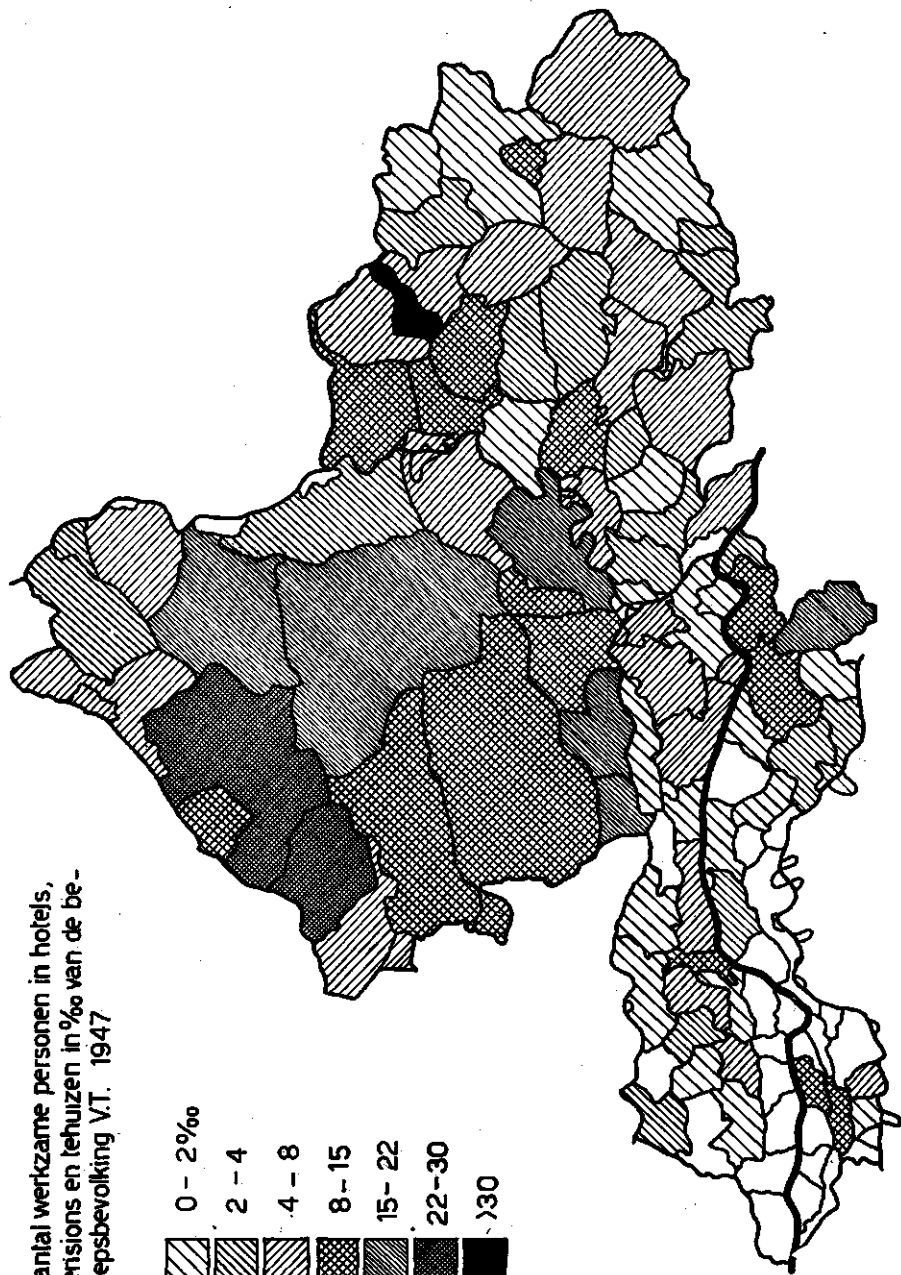 antal werkzame personen in hotels,
ensions en tehuizen in ‰ van de be-
epsbevolking V.T. 1947
0 - 2‰
2 - 4
4 - 8
8 - 15
15 - 22
22 - 30
>30